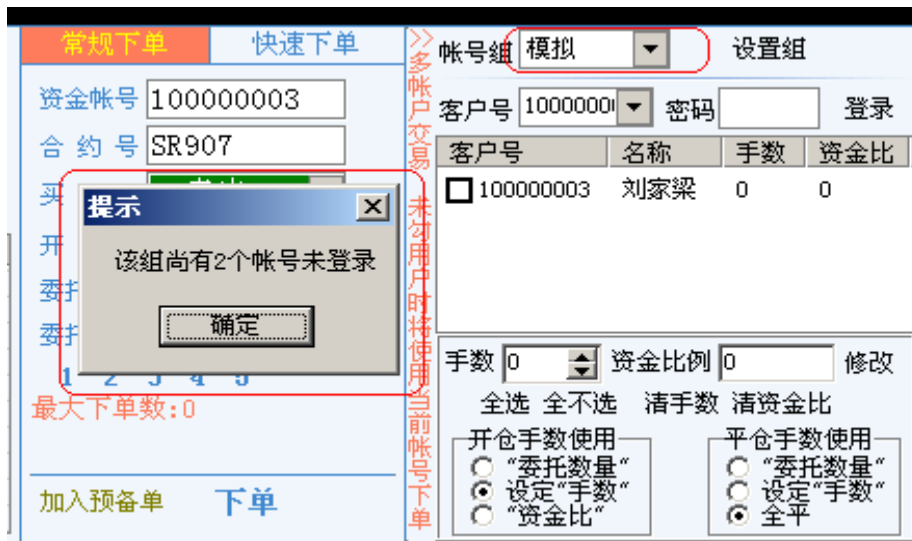 常规下单 快速下单
资金帐号 100000003
合约号 SR907
买
开
委托
委托
1 2 3 4 5
最大下单数:0
加入预备单 下单
提示
该组尚有2个帐号未登录
确定
>>多帐户交易 未勾用户时将使用当前帐号下单
帐号组 模拟 设置组
客户号 1000000 密码 登录
客户号 名称 手数 资金比
100000003 刘家梁 0 0
手数 0 资金比例 0 修改
全选 全不选 清手数 清资金比
开仓手数使用
“委托数量“
设定“手数“
“资金比“
平仓手数使用
“委托数量“
设定“手数“
全平